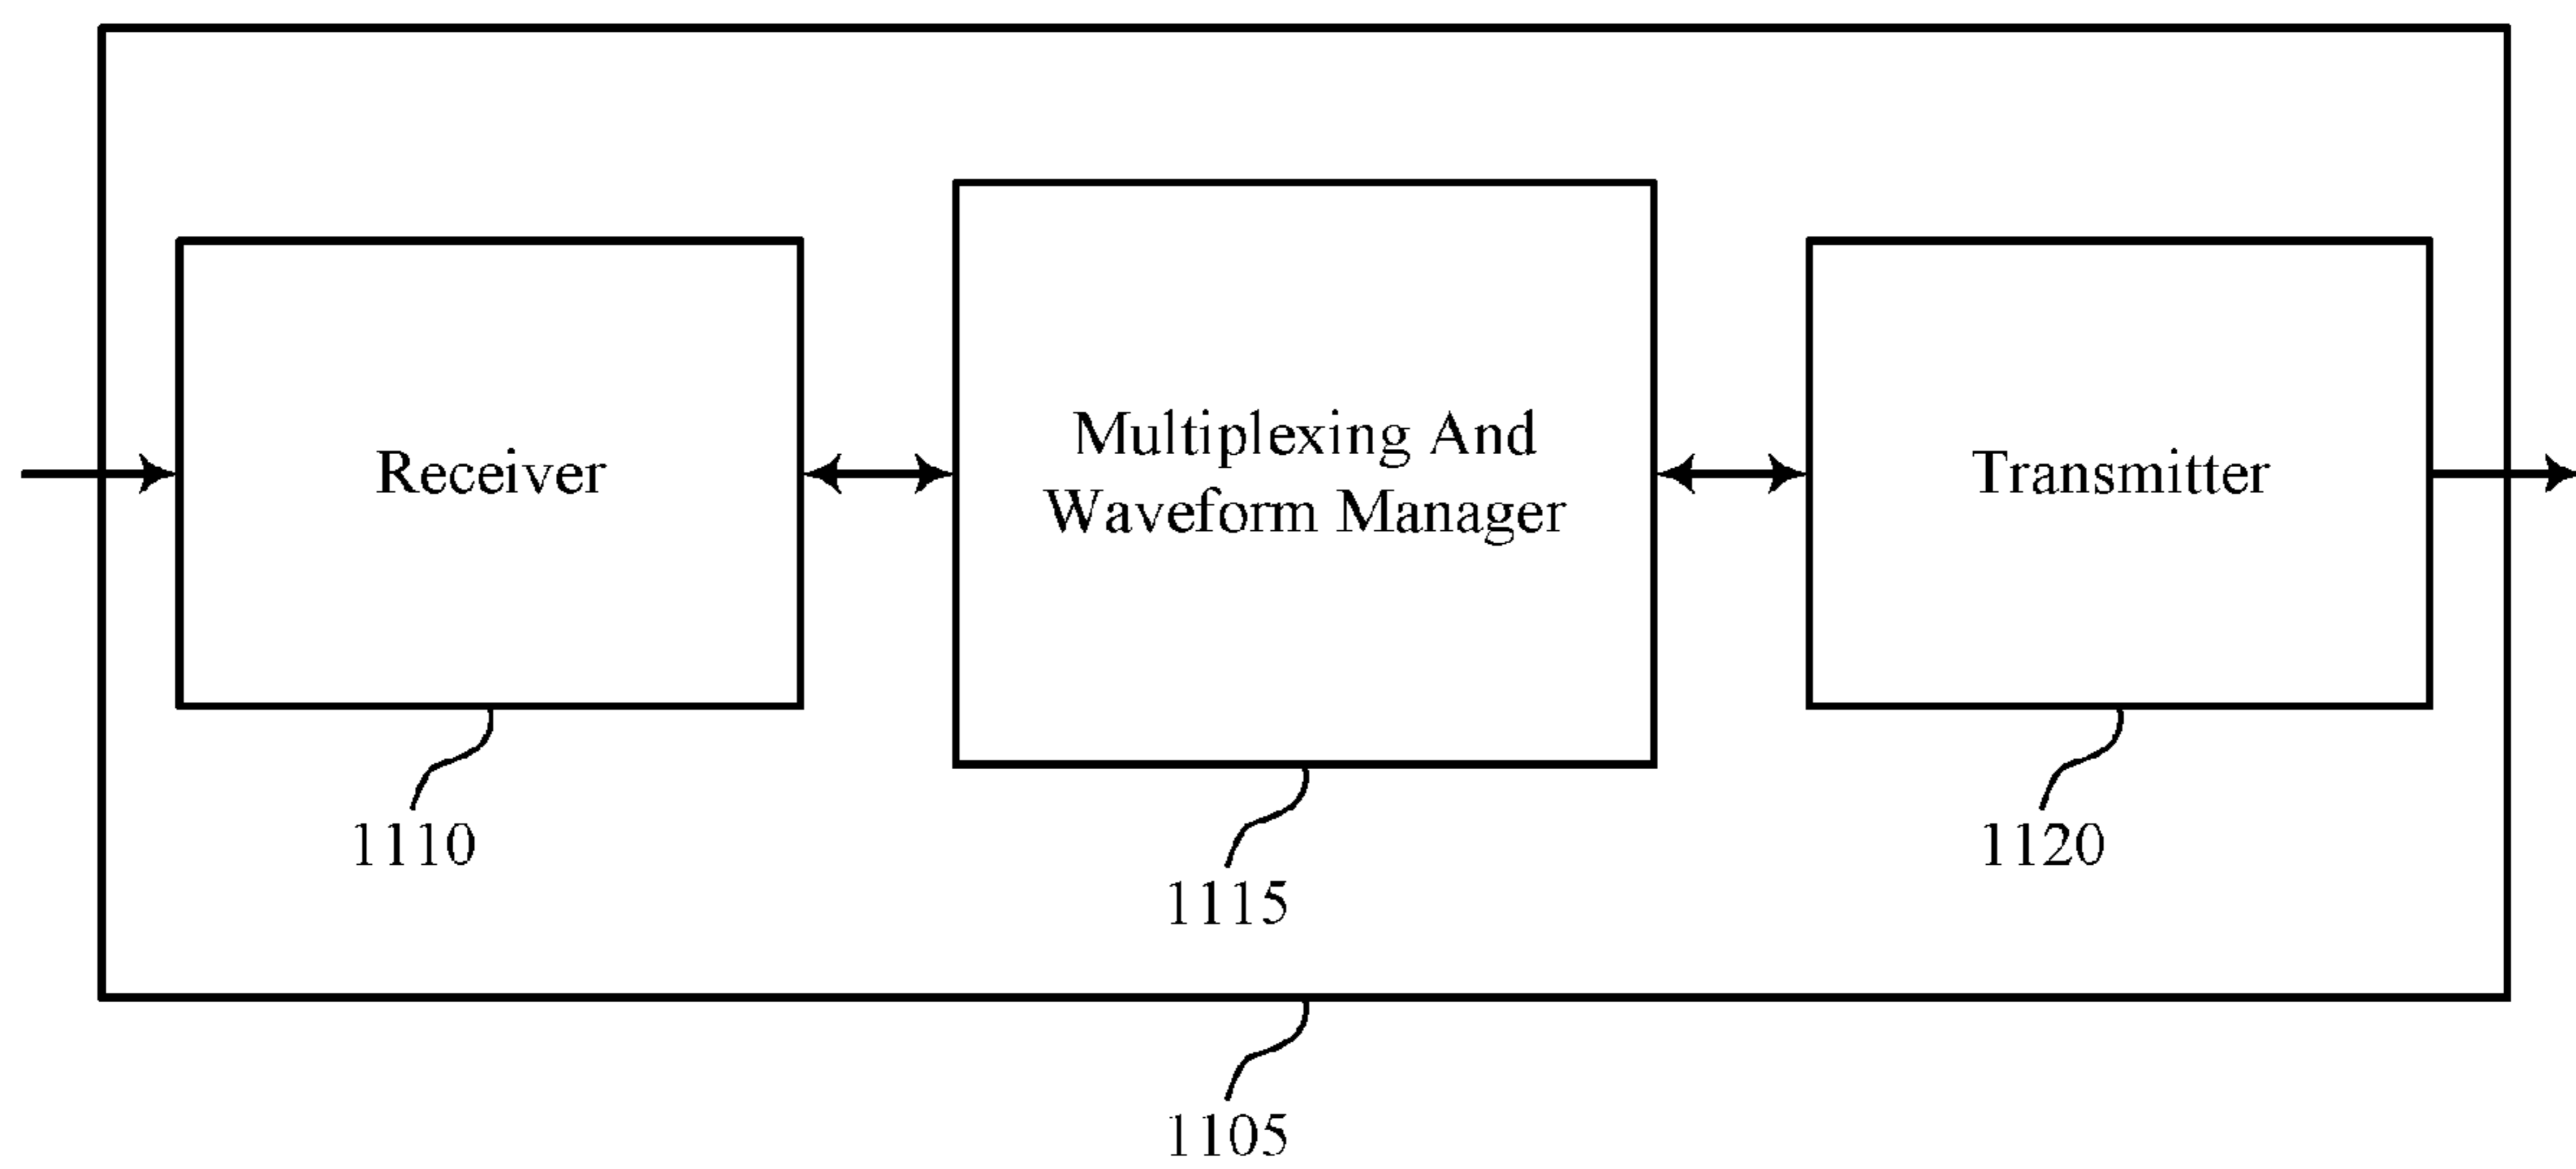 Receiver
Multiplexing And
Waveform Manager
Transmitter
1110
1115
1120
1105